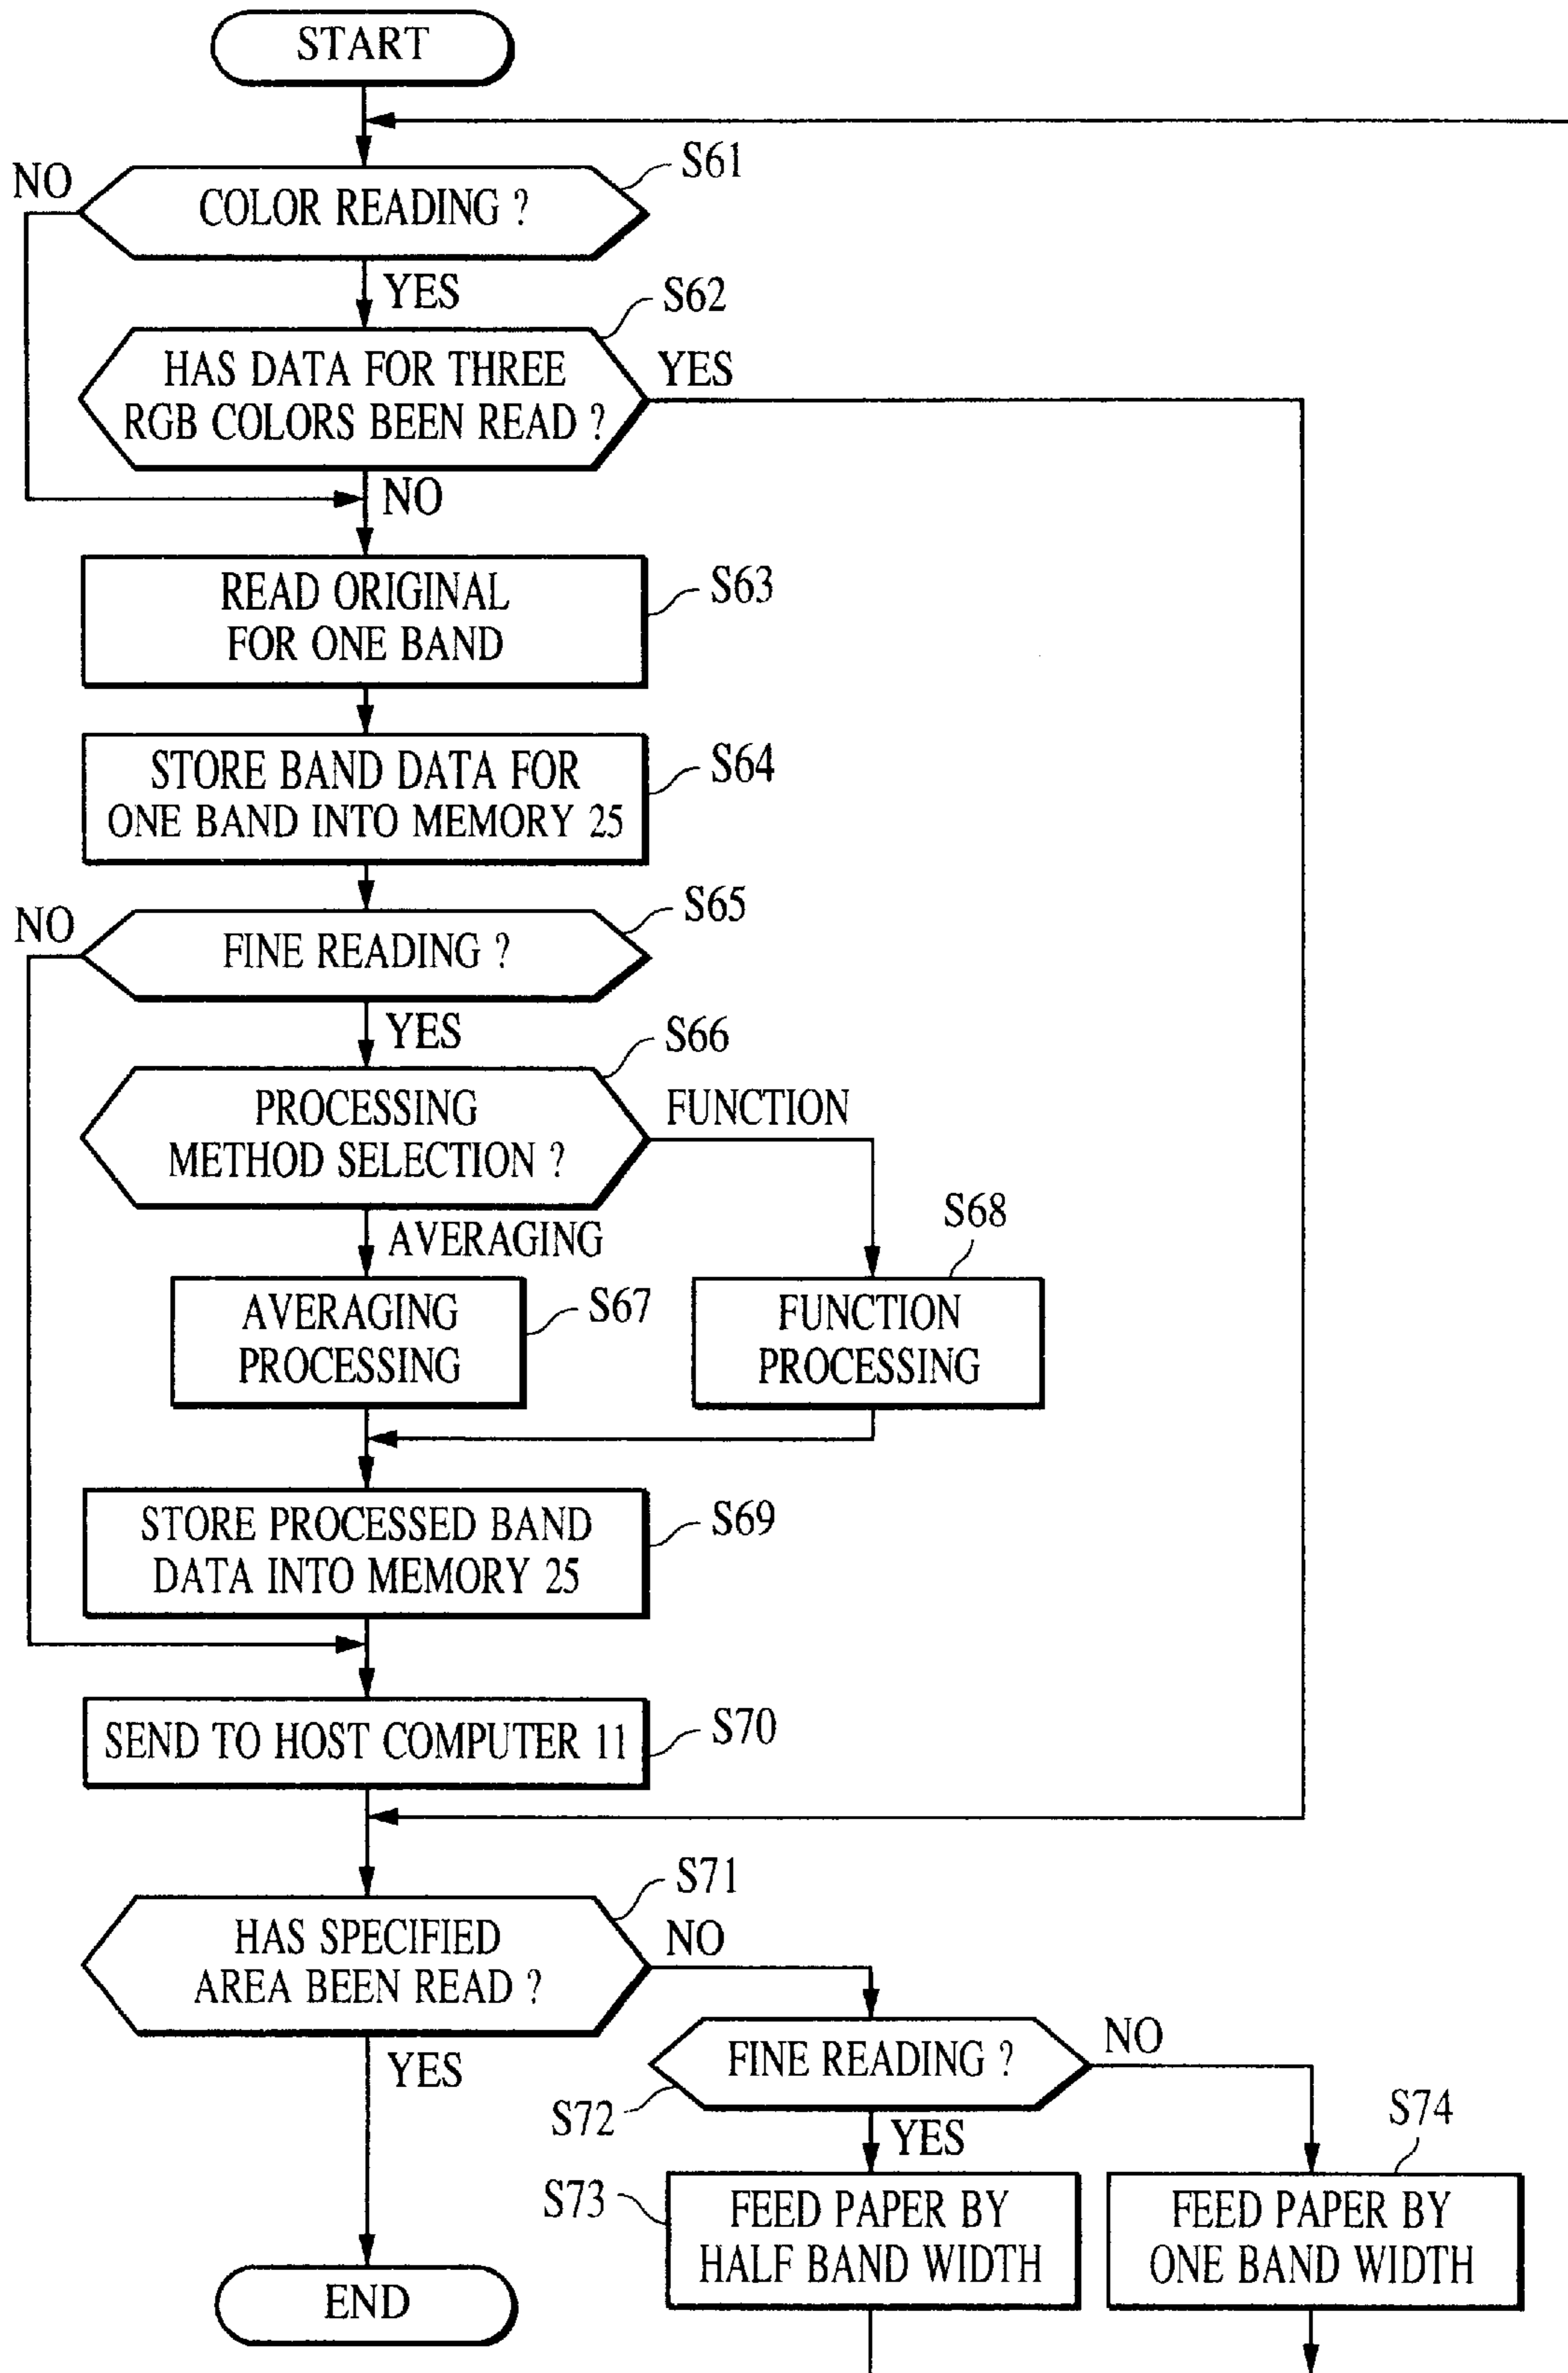 START
S61
NO
COLOR READING ?
YES
S62
HAS DATA FOR THREE
RGB COLORS BEEN READ ?
YES
NO
READ ORIGINAL
FOR ONE BAND
S63
STORE BAND DATA FOR
ONE BAND INTO MEMORY 25
S64
S65
NO
FINE READING ?
YES
S66
PROCESSING
METHOD SELECTION ?
FUNCTION
AVERAGING
S68
AVERAGING
PROCESSING
S67
FUNCTION
PROCESSING
STORE PROCESSED BAND
DATA INTO MEMORY 25
S69
SEND TO HOST COMPUTER 11
S70
S71
HAS SPECIFIED
AREA BEEN READ ?
NO
YES
FINE READING ?
NO
S72
YES
S74
S73
FEED PAPER BY
HALF BAND WIDTH
FEED PAPER BY
ONE BAND WIDTH
END